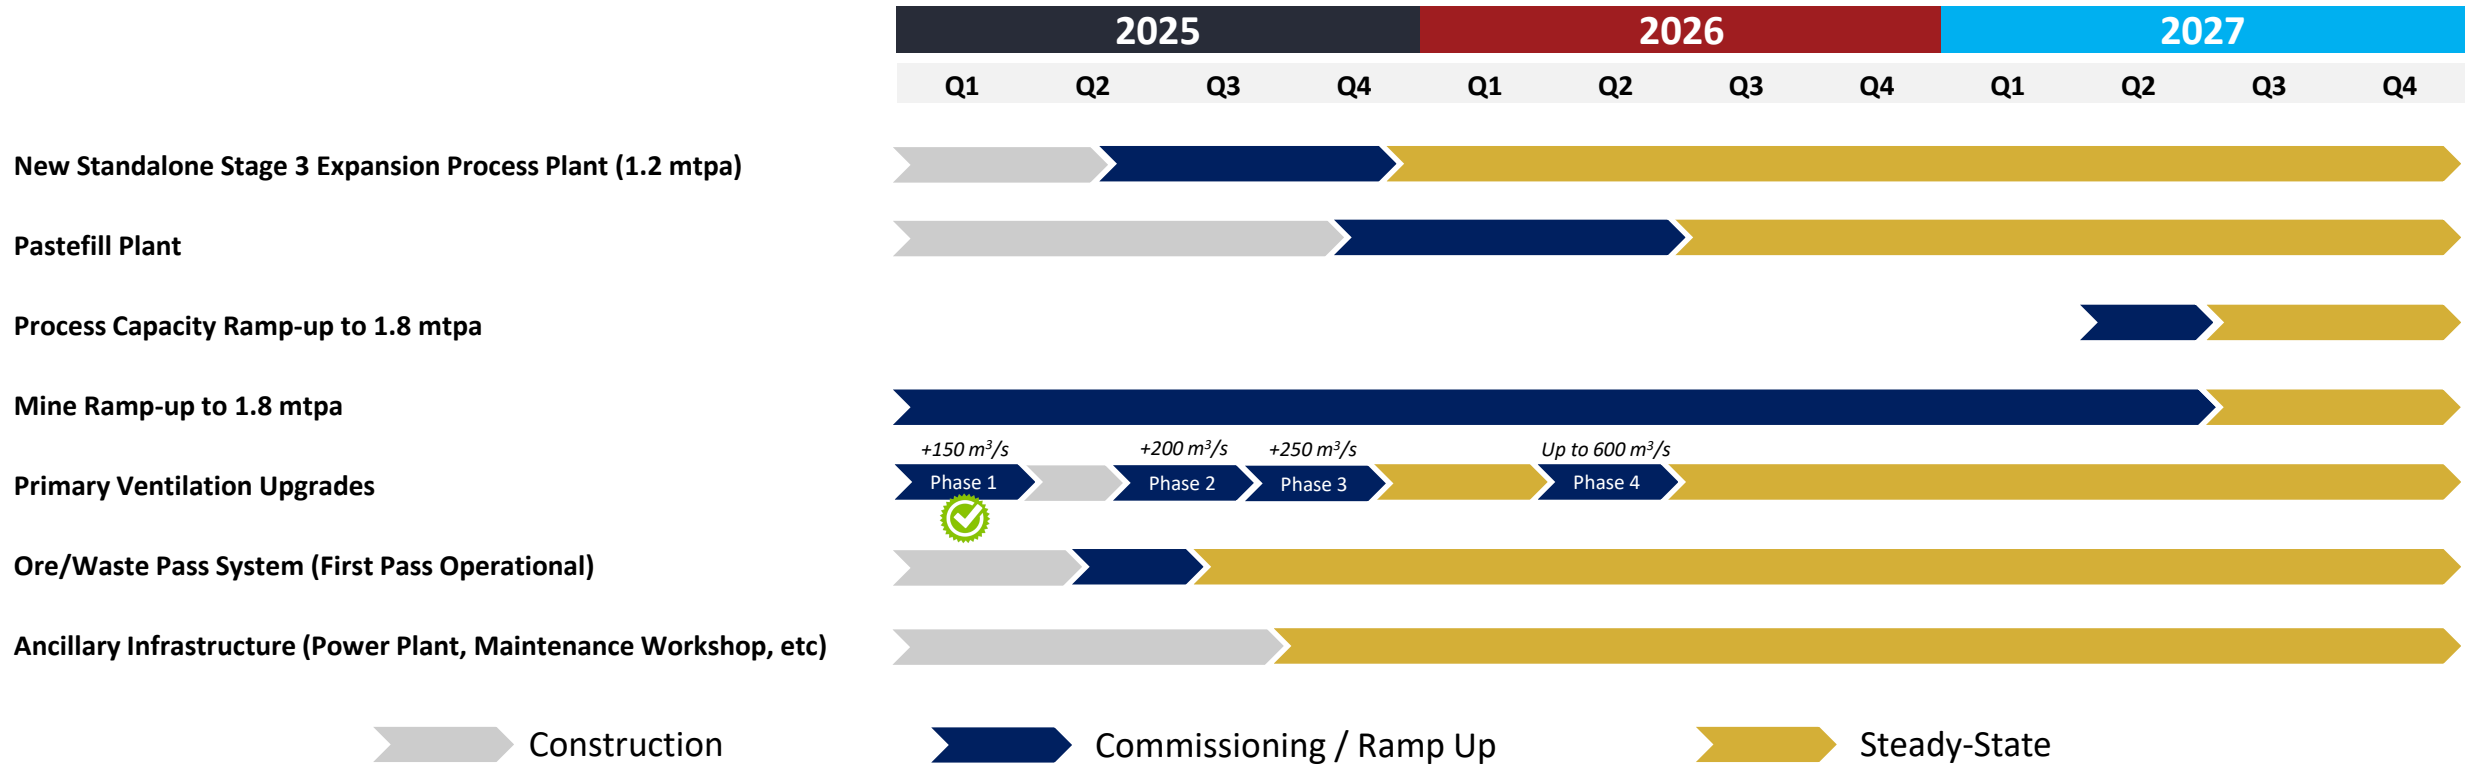 2025 2026 2027
Q1 Q2 Q3 Q4 Q1 Q2 Q3 Q4 Q1 Q2 Q3 Q4
New Standalone Stage 3 Expansion Process Plant (1.2 mtpa)
Pastefill Plant
Process Capacity Ramp-up to 1.8 mtpa
Mine Ramp-up to 1.8 mtpa
+150 m³/s +200 m³/s +250 m³/s Up to 600 m³/s
Primary Ventilation Upgrades Phase 1 Phase 2 Phase 3 Phase 4
Ore/Waste Pass System (First Pass Operational)
Ancillary Infrastructure (Power Plant, Maintenance Workshop, etc)
Construction Commissioning / Ramp Up Steady-State